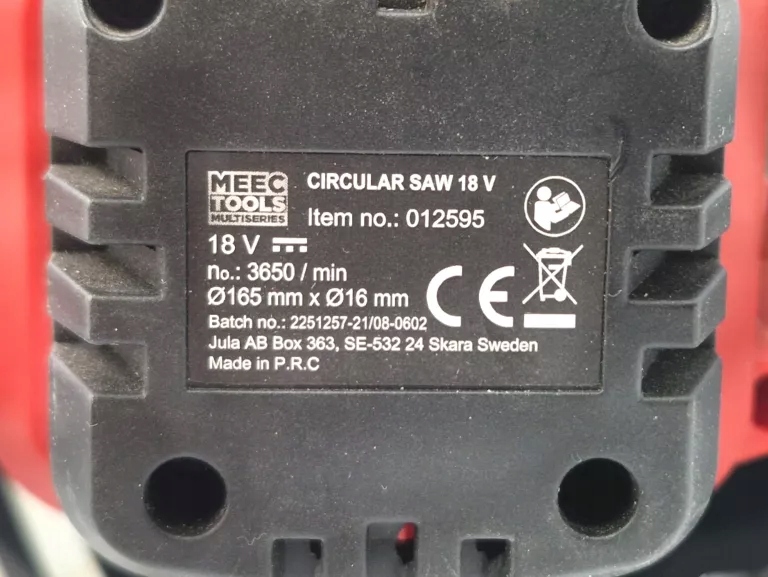 MEEC
TOOLS
MULTISERIES
CIRCULAR SAW 18 V
Item no.: 012595
18 V
no.: 3650 / min
Ø165 mm x Ø16 mm
Batch no.: 2251257-21/08-0602
CE
Jula AB Box 363, SE-532 24 Skara Sweden
Made in P.R.C